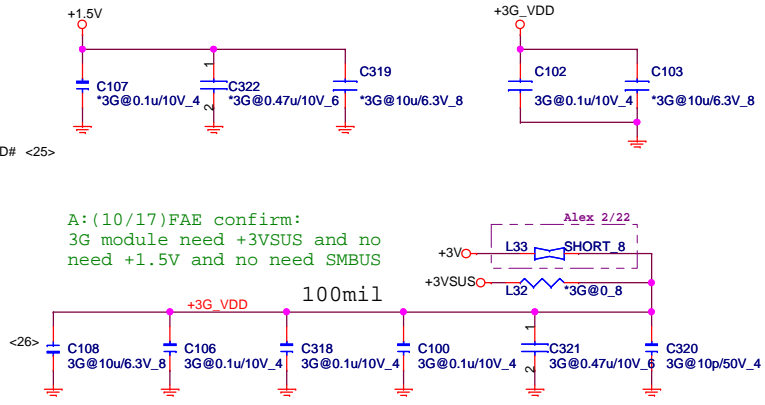 +1.5V
+3G_VDD
C107
*3G@0.1u/10V_4
1
2
C322
*3G@0.47u/10V_6
C319
*3G@10u/6.3V_8
C102
3G@0.1u/10V_4
C103
*3G@10u/6.3V_8
D# <25>
A:(10/17)FAE confirm:
3G module need +3VSUS and no
need +1.5V and no need SMBUS
Alex 2/22
+3V
L33
SHORT_8
+3VSUS
L32
*3G@0_8
+3G_VDD
100mil
<26>
C108
3G@10u/6.3V_8
C106
3G@0.1u/10V_4
C318
3G@0.1u/10V_4
C100
3G@0.1u/10V_4
1
2
C321
3G@0.47u/10V_6
C320
3G@10p/50V_4